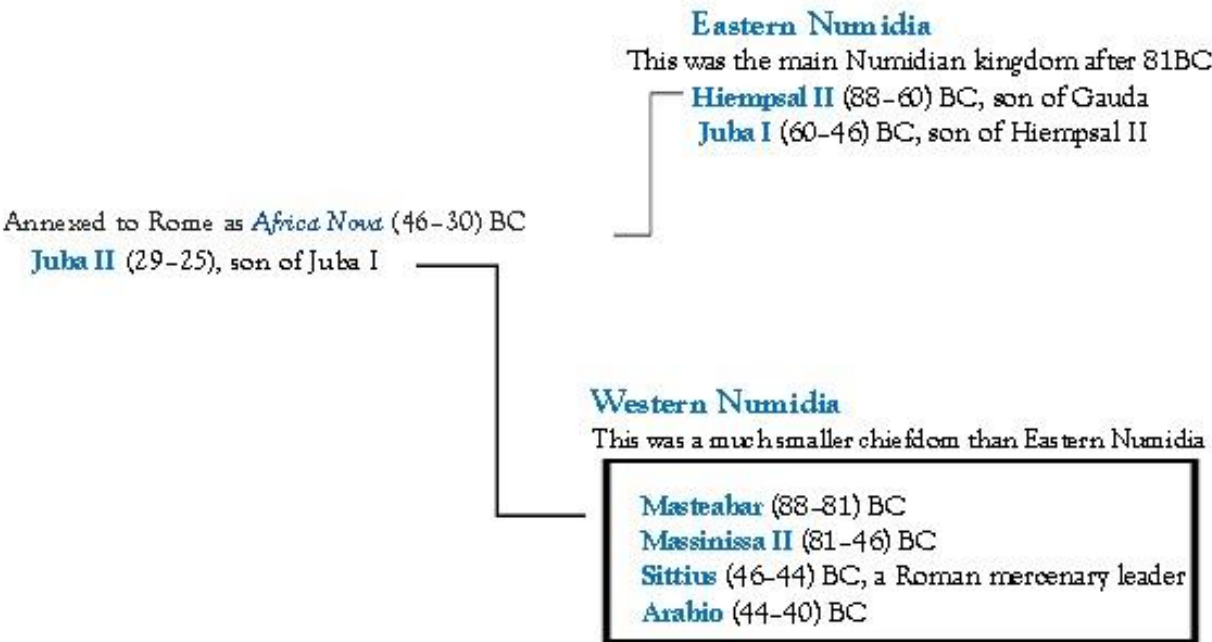 Eastern Numidia
This was the main Numidian kingdom after 81BC
Hiempsal II (88-60) BC, son of Gauda
Juba I (60-46) BC, son of Hiempsal II
Annexed to Rome as Africa Nova (46-30) BC
Juba II (29-25), son of Juba I
Western Numidia
This was a much smaller chiefdom than Eastern Numidia
Masteabar (88-81) BC
Massinissa II (81-46) BC
Sittius (46-44) BC, a Roman mercenary leader
Arabio (44-40) BC